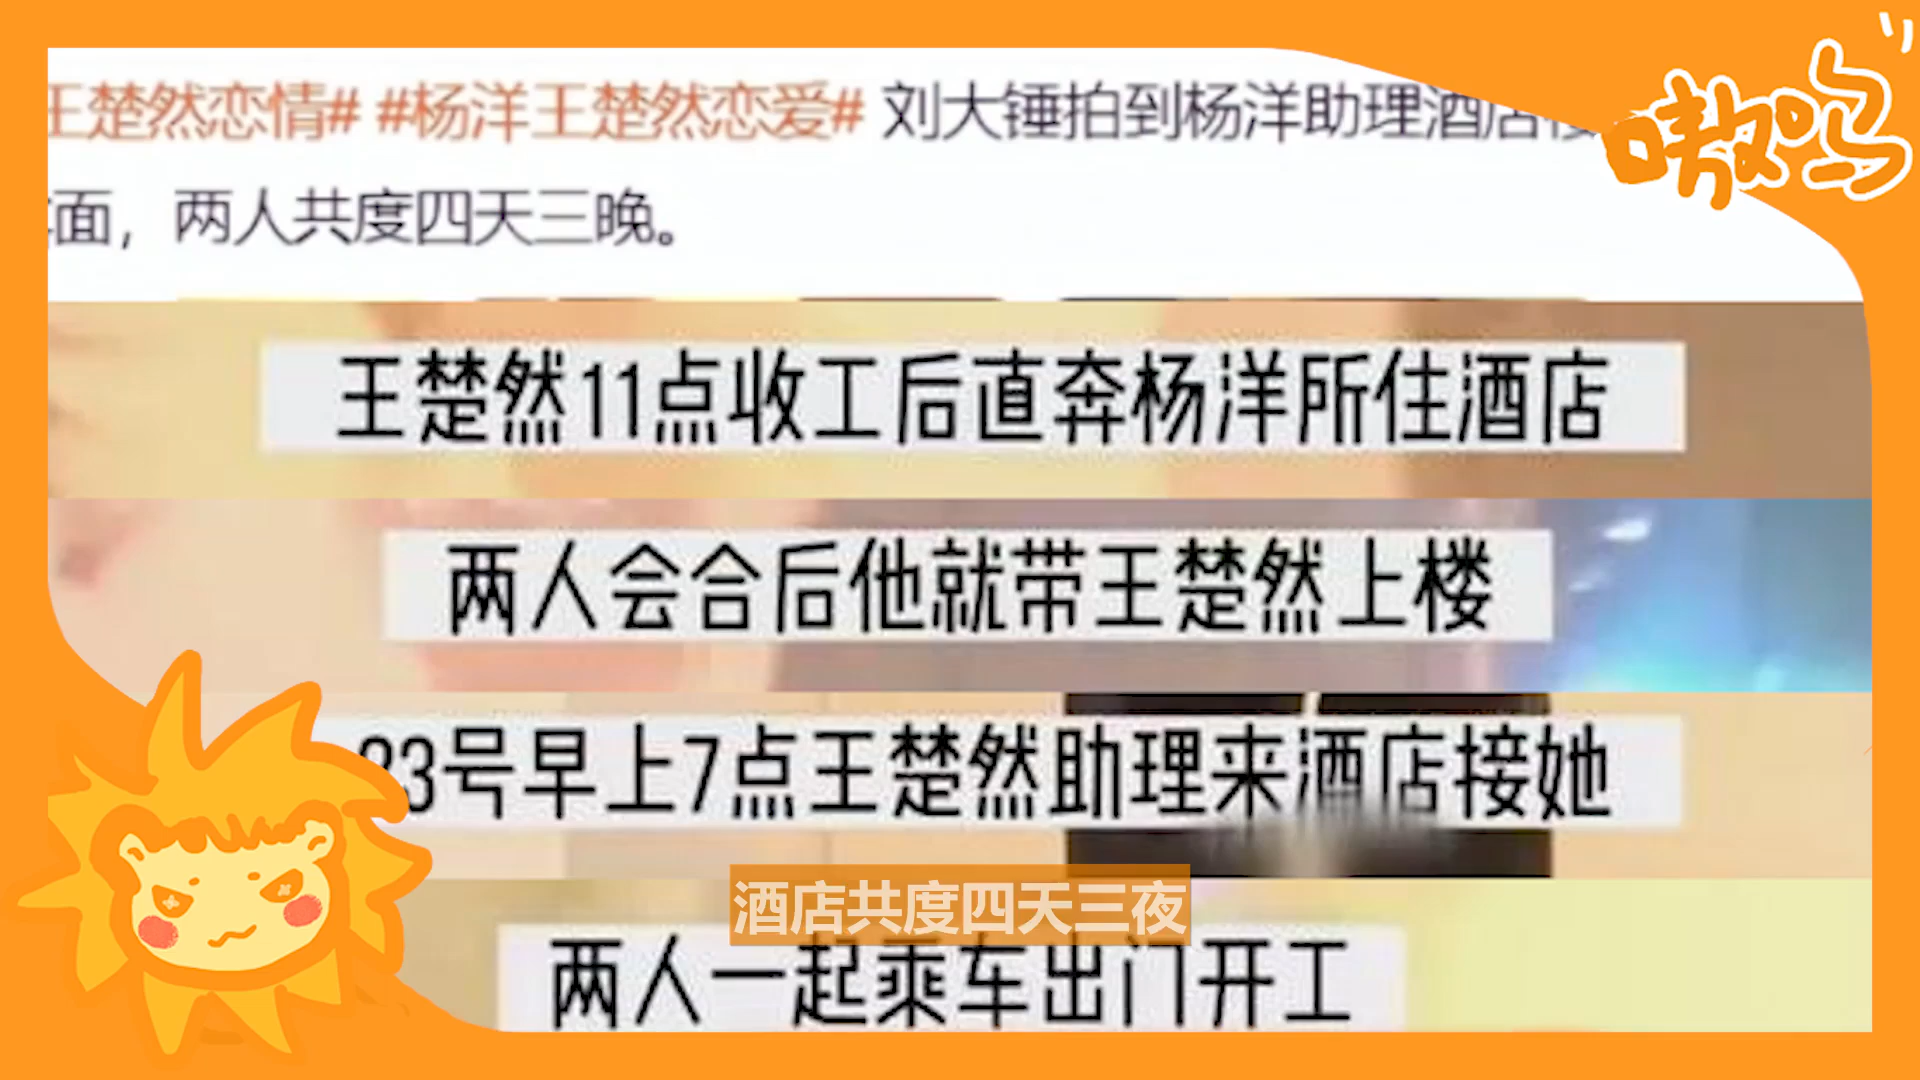 王楚然恋情# #杨洋王楚然恋爱# 刘大锤拍到杨洋助理酒店
嗷呜
面，两人共度四天三晚。
王楚然11点收工后直奔杨洋所住酒店
两人会合后他就带王楚然上楼
23号早上7点王楚然助理来酒店接她
酒店共度四天三夜
两人一起乘车出门开工